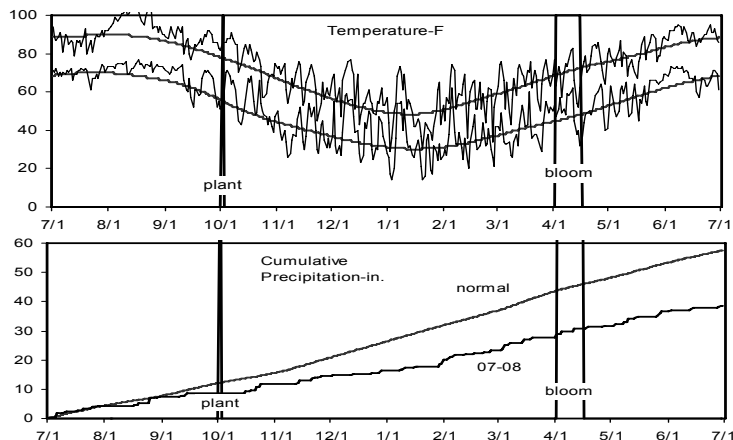 100
Temperature-F
80
60
40
20
plant
bloom
0
7/1 8/1 9/1 10/1 11/1 12/1 1/1 2/1 3/1 4/1 5/1 6/1 7/1
60
Cumulative
Precipitation-in.
50
normal
40
30
20
07-08
10
plant
bloom
0
7/1 8/1 9/1 10/1 11/1 12/1 1/1 2/1 3/1 4/1 5/1 6/1 7/1